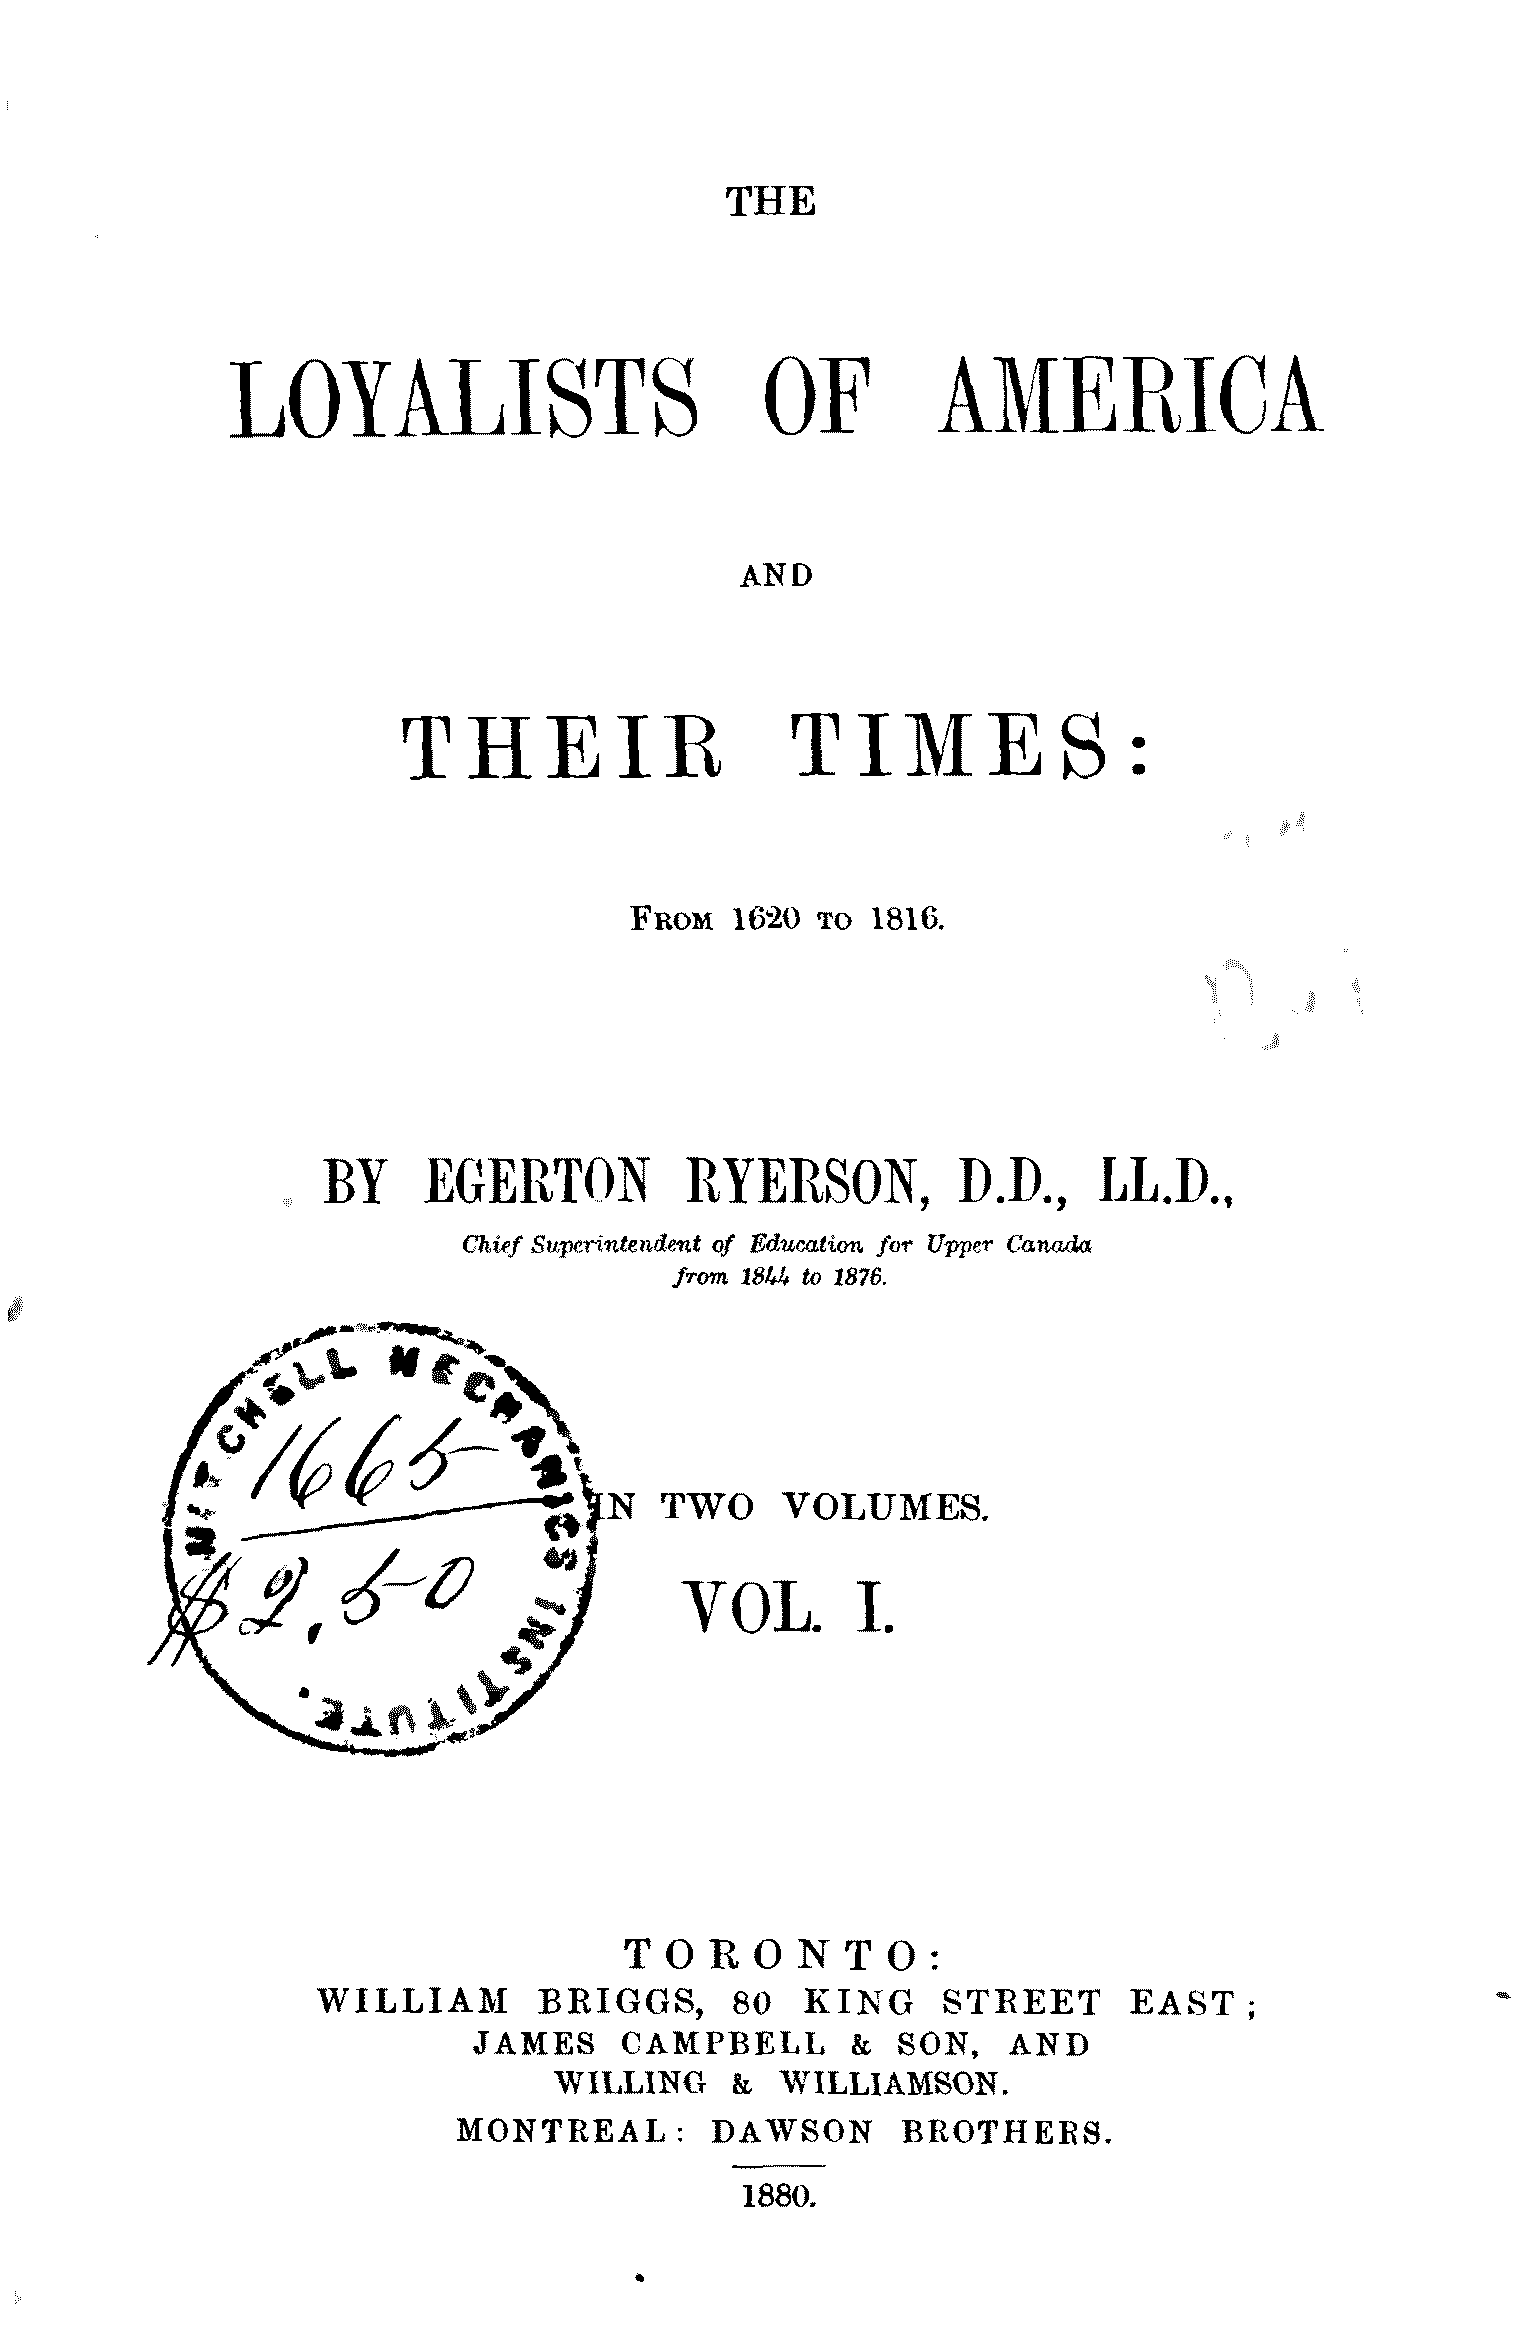 THE
LOYALISTS OF AMERICA
AND
THEIR TIMES:
FROM 1620 TO 1816.
BY EGERTON RYERSON, D.D., LL.D.,
Chief Superintendent of Education for Upper Canada
from 1844 to 1876.
MITCHELL MECHANICS INSTITUTE.
1665
$2.50
IN TWO VOLUMES.
VOL. I.
TORONTO:
WILLIAM BRIGGS, 80 KING STREET EAST;
JAMES CAMPBELL & SON, AND
WILLING & WILLIAMSON.
MONTREAL: DAWSON BROTHERS.
1880.